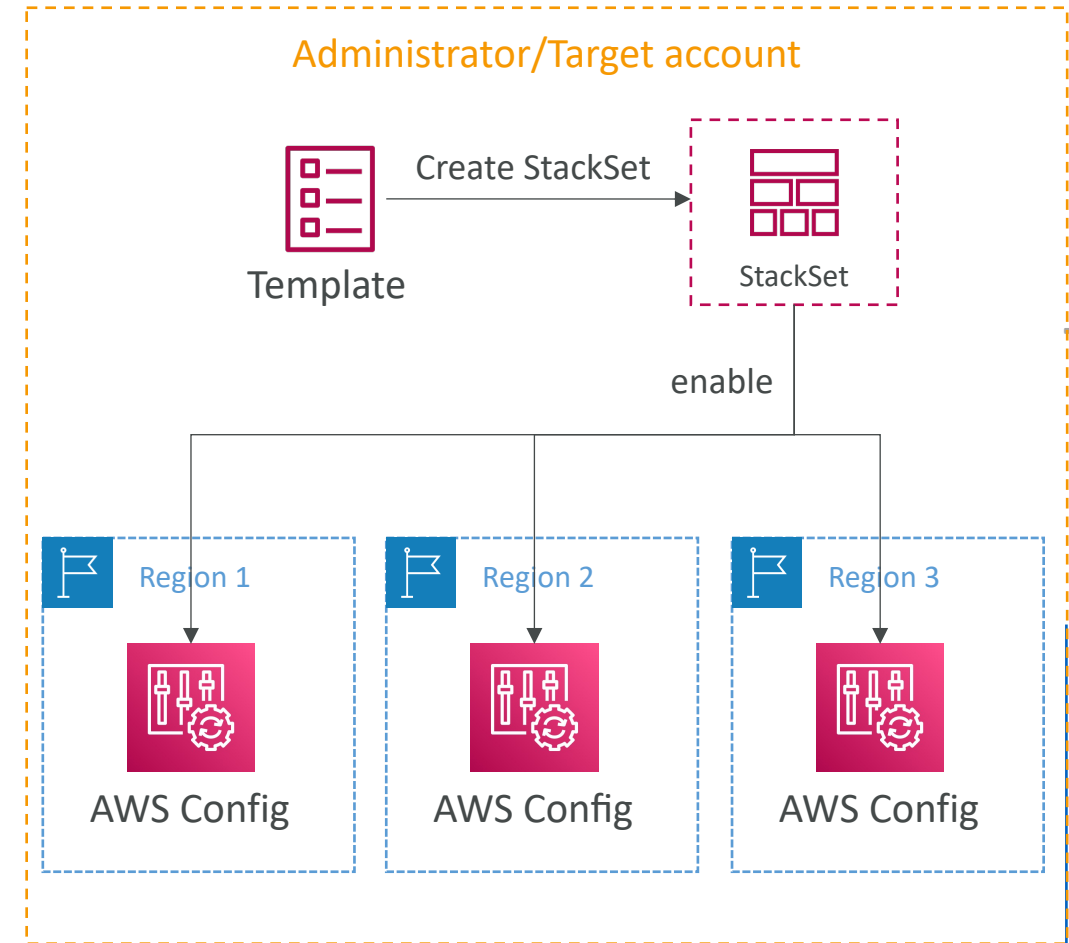 Administrator/Target account
Create StackSet
Template
StackSet
enable
Region 1
Region 2
Region 3
AWS Config
AWS Config
AWS Config